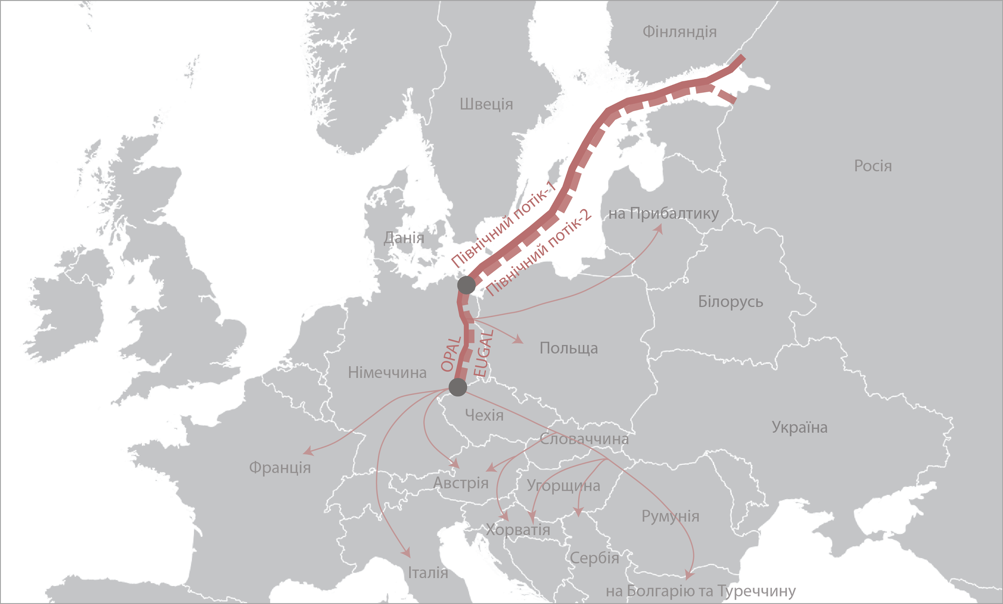 Фінляндія
Швеція
Росія
Північний потік-1
на Прибалтику
Данія
Північний потік-2
Білорусь
OPAL
EUGAL
Польща
Німеччина
Чехія
Україна
Словаччина
Франція
Австрія
Угорщина
Румунія
Хорватія
Сербія
Італія
на Болгарію та Туреччину